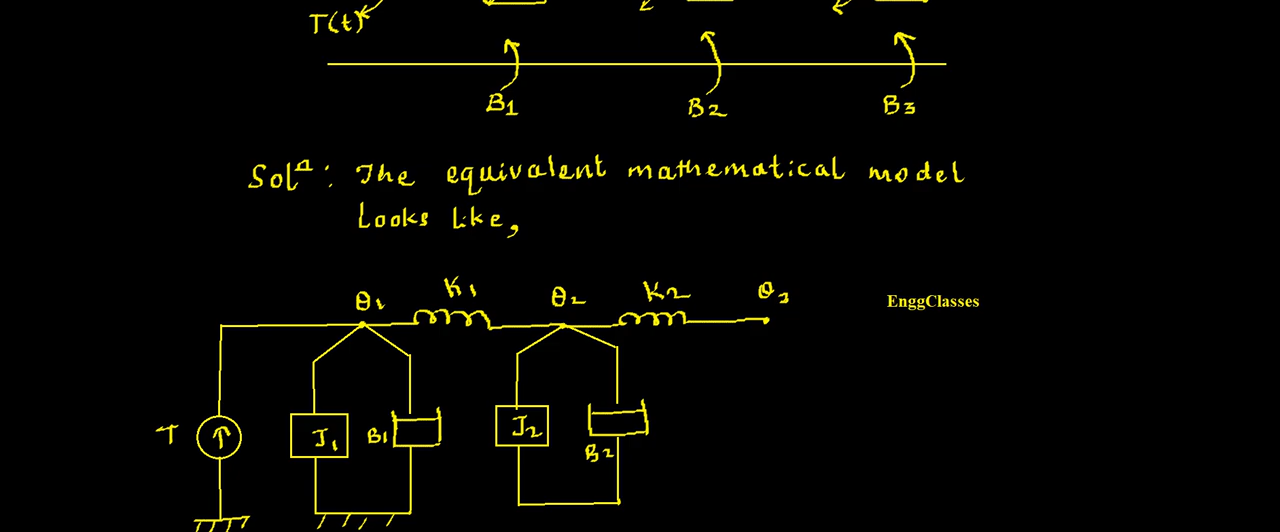 T(t)
B1 B2 B3
Solⁿ: The equivalent mathematical model
Looks like,
θ1 K1 θ2 K2 θ3
EnggClasses
T J1 B1 J2 B2